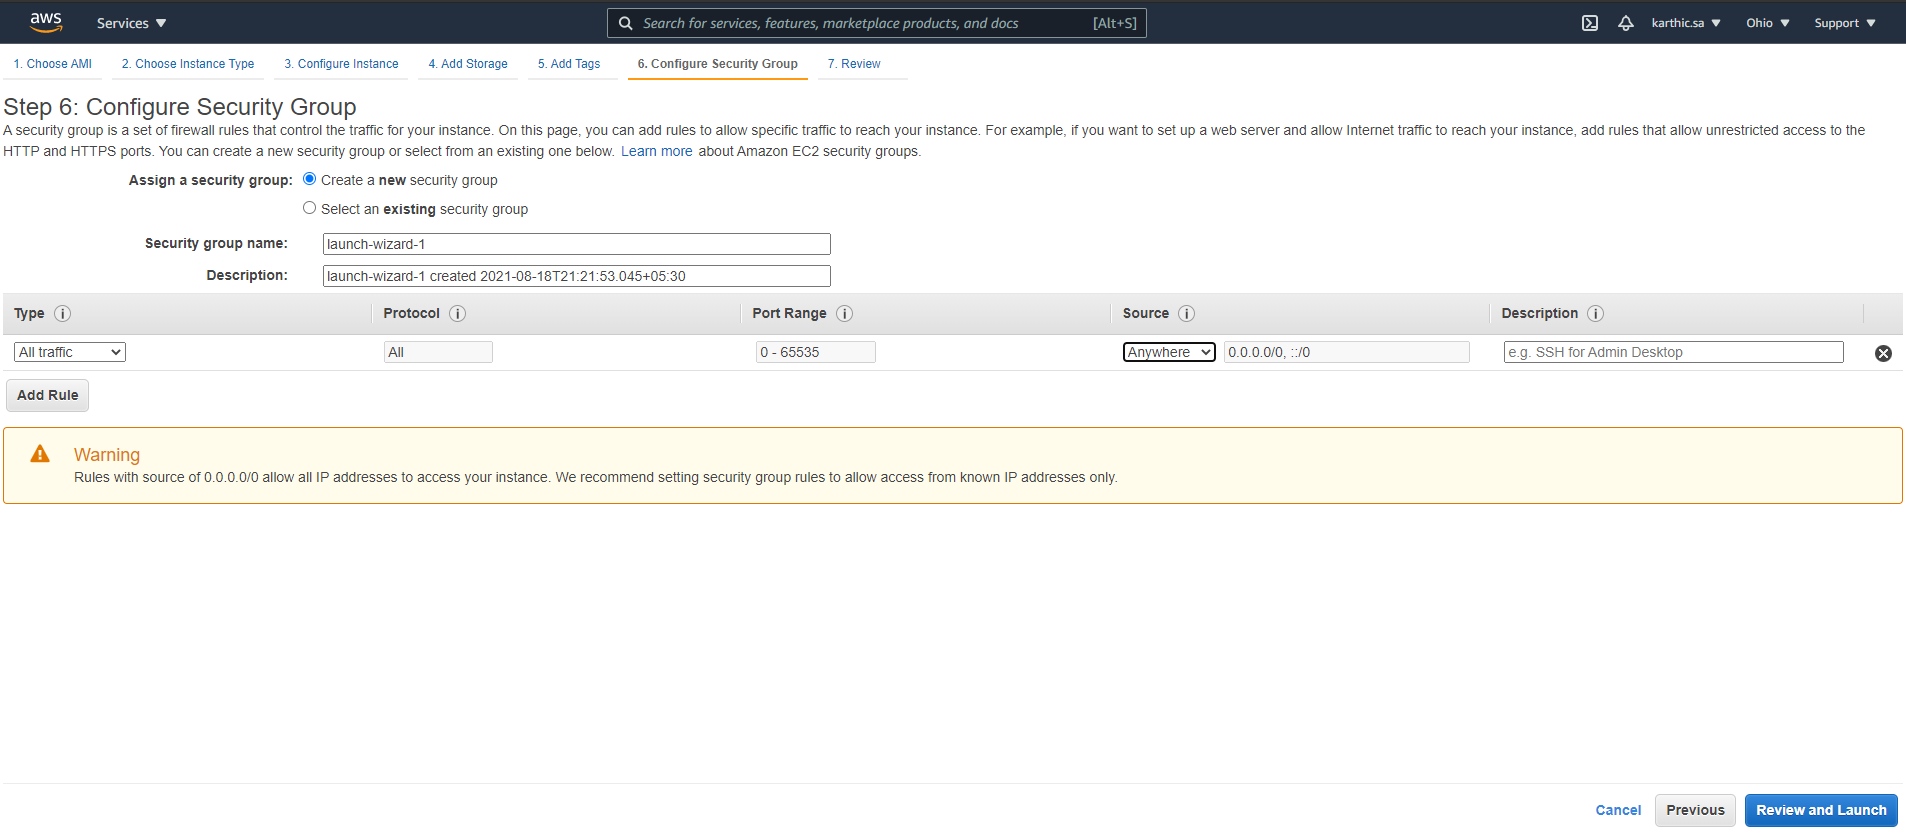 aws Services Search for services, features, marketplace products, and docs [Alt+S] karthic.sa Ohio Support
1. Choose AMI 2. Choose Instance Type 3. Configure Instance 4. Add Storage 5. Add Tags 6. Configure Security Group 7. Review
Step 6: Configure Security Group
A security group is a set of firewall rules that control the traffic for your instance. On this page, you can add rules to allow specific traffic to reach your instance. For example, if you want to set up a web server and allow Internet traffic to reach your instance, add rules that allow unrestricted access to the
HTTP and HTTPS ports. You can create a new security group or select from an existing one below. Learn more about Amazon EC2 security groups.
Assign a security group: Create a new security group
Select an existing security group
Security group name: launch-wizard-1
Description: launch-wizard-1 created 2021-08-18T21:21:53.045+05:30
Type i Protocol i Port Range i Source i Description i
All traffic All 0 - 65535 Anywhere 0.0.0.0/0, ::/0 e.g. SSH for Admin Desktop
Add Rule
Warning
Rules with source of 0.0.0.0/0 allow all IP addresses to access your instance. We recommend setting security group rules to allow access from known IP addresses only.
Cancel Previous Review and Launch